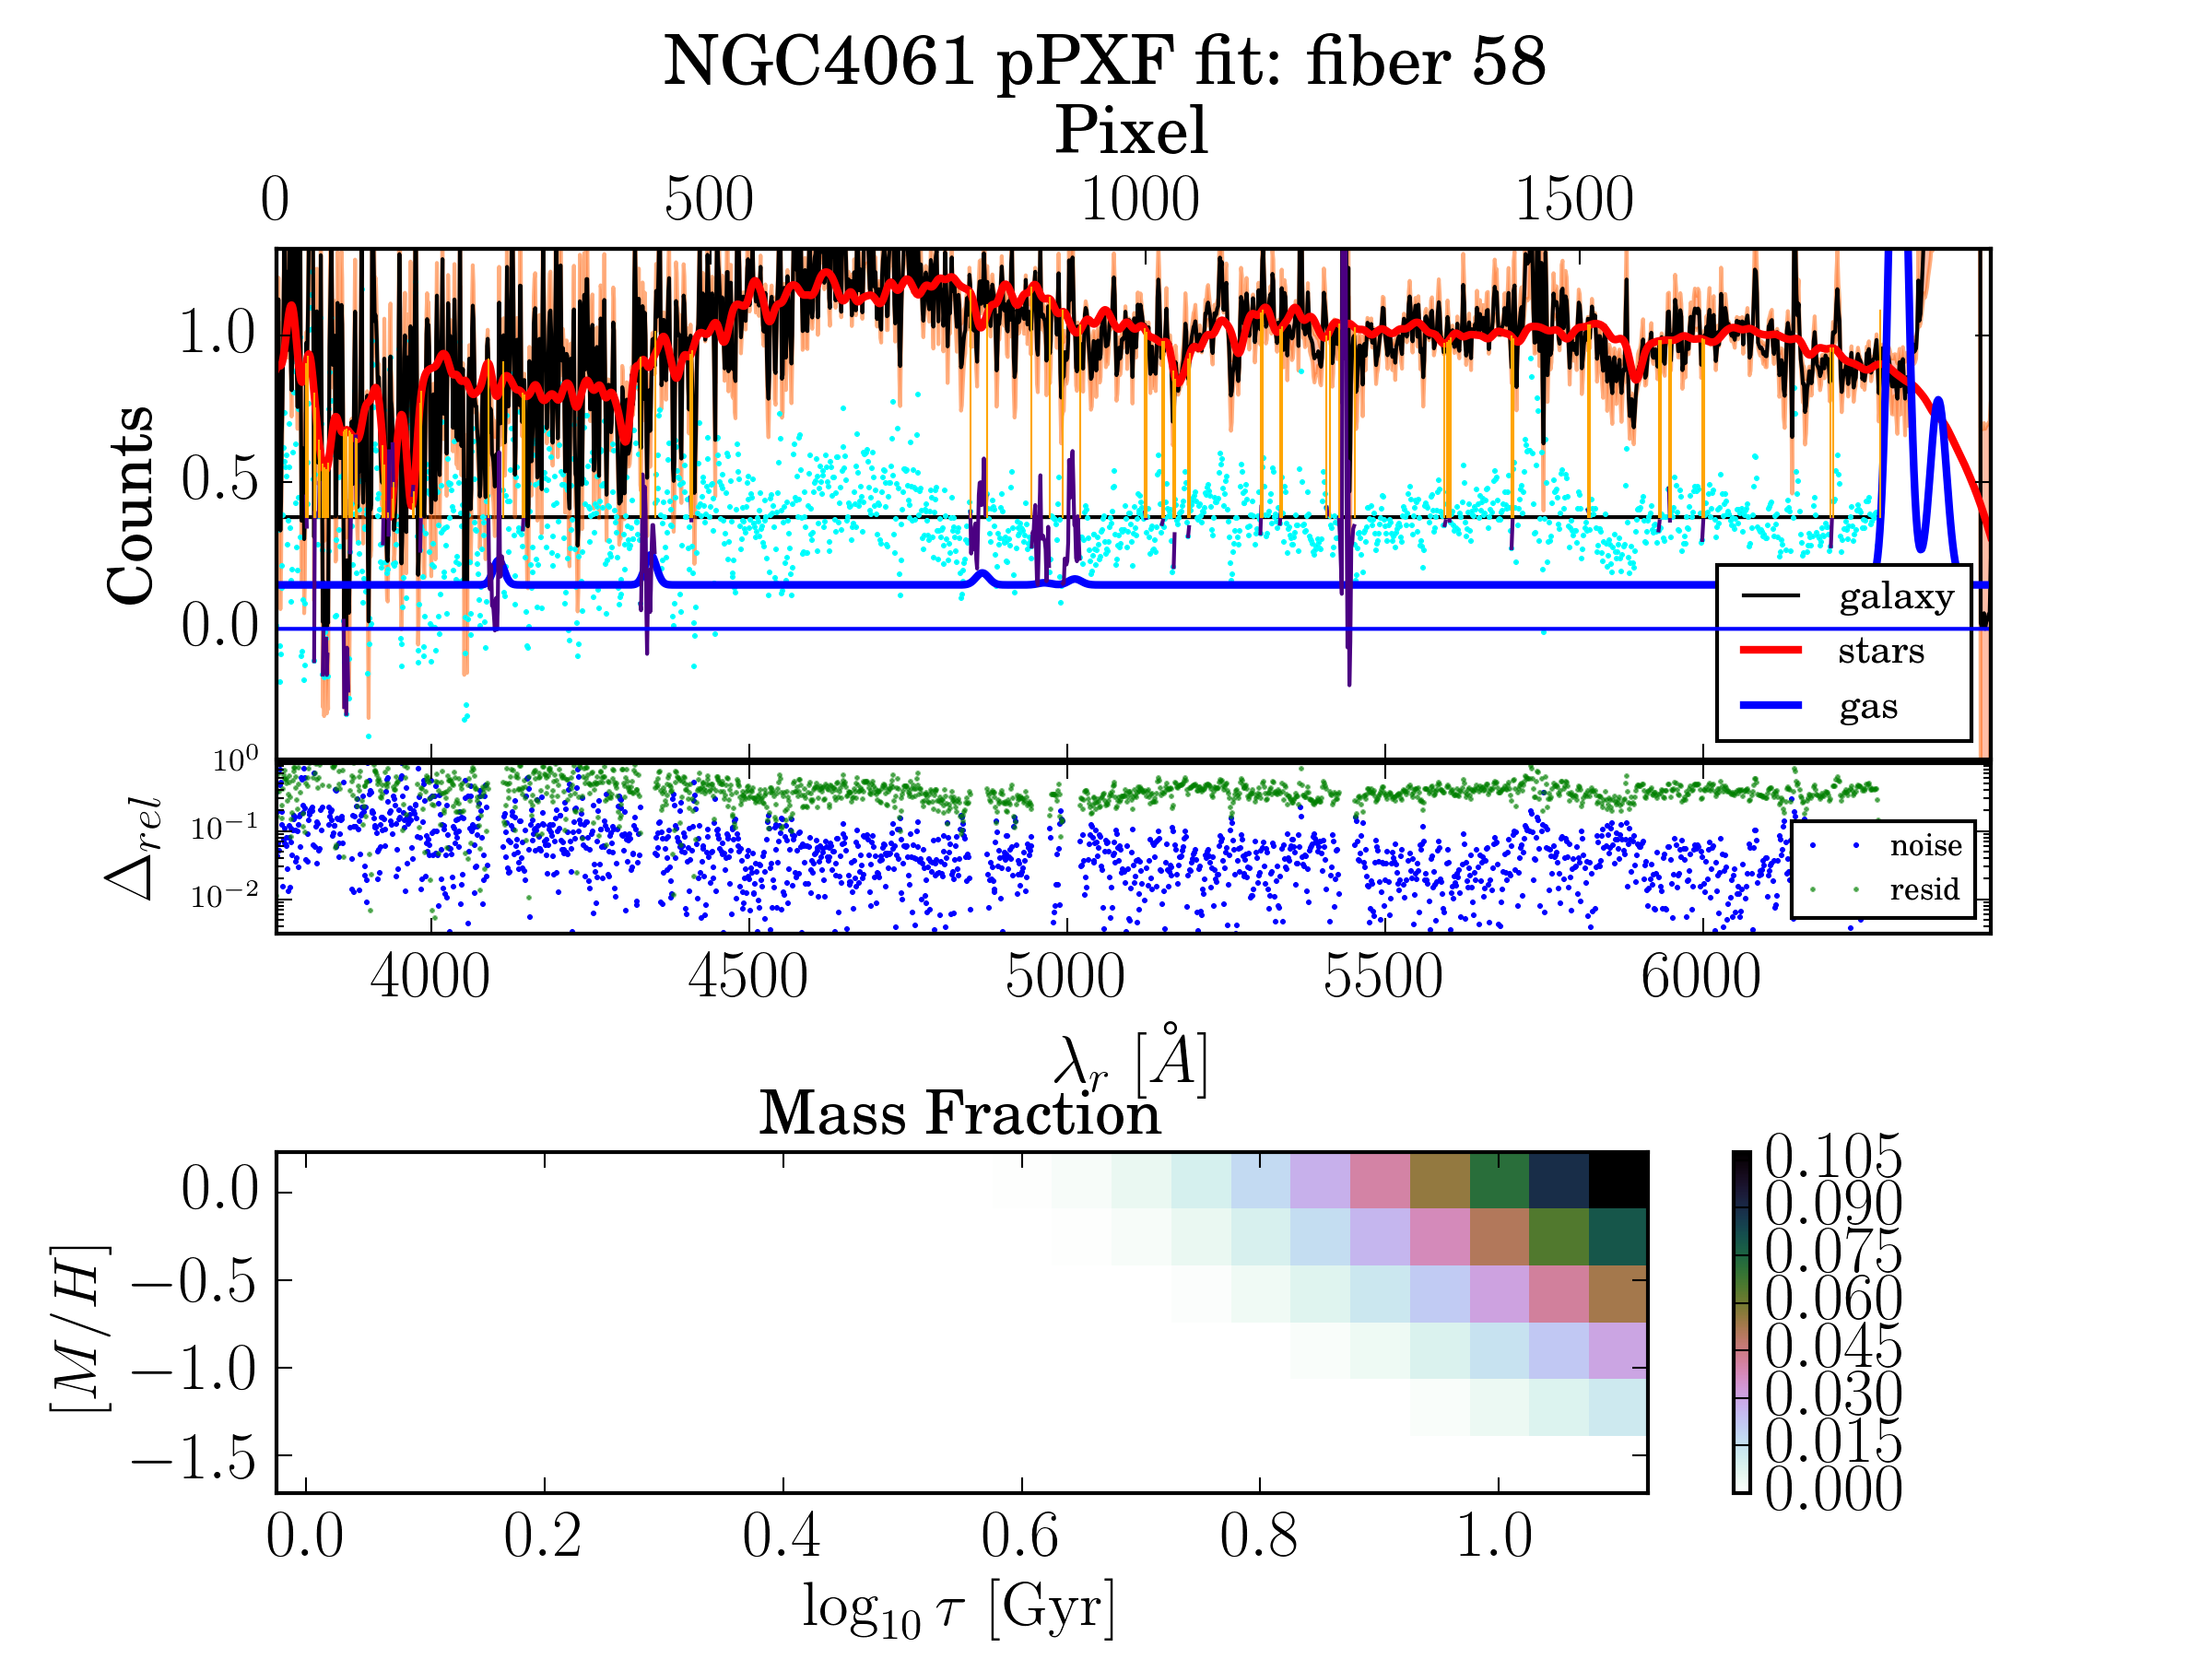 NGC4061 pPXF fit: fiber 58
Pixel
0 500 1000 1500
Counts
1.0
0.5
0.0
galaxy
stars
gas
Δrel
10⁰
10⁻¹
10⁻²
noise
resid
4000 4500 5000 5500 6000
λr [Å]
Mass Fraction
[M/H]
0.0
−0.5
−1.0
−1.5
0.0 0.2 0.4 0.6 0.8 1.0
log₁₀ τ [Gyr]
0.105
0.090
0.075
0.060
0.045
0.030
0.015
0.000